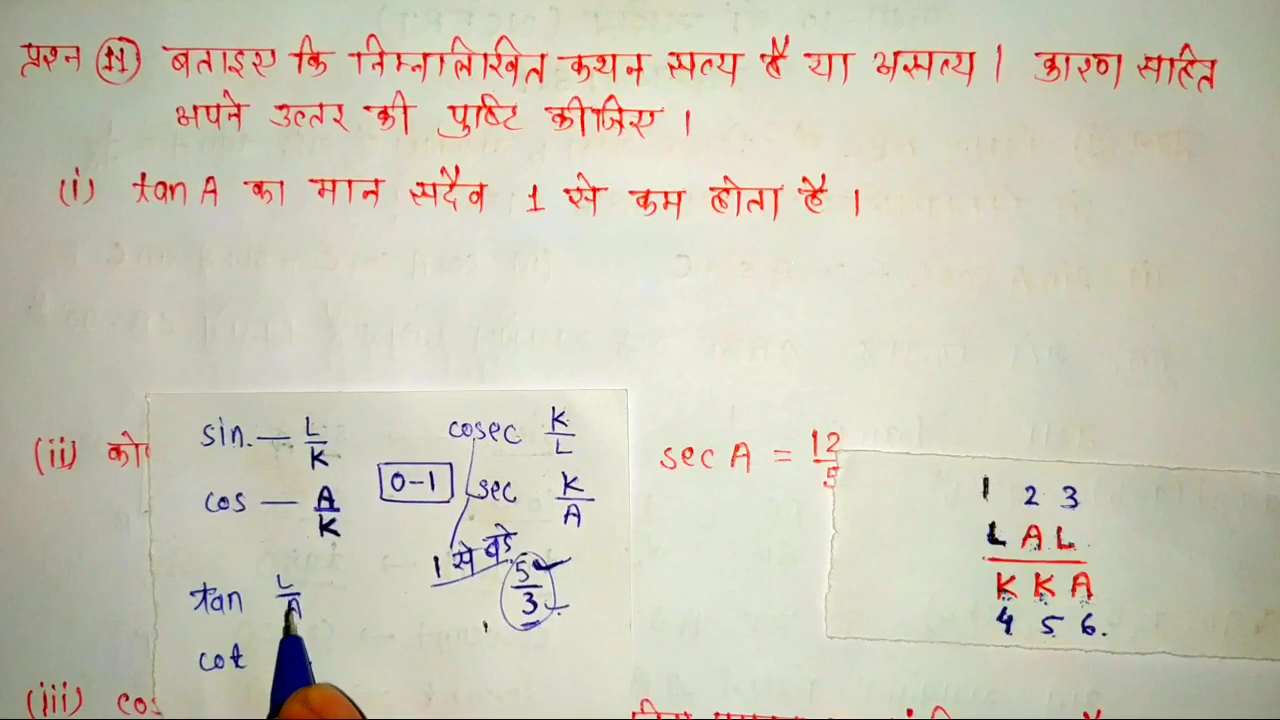 प्रश्न 11 बताइए कि निम्नलिखित कथन सत्य है या असत्य । कारण सहित
अपने उत्तर की पुष्टि कीजिए ।
(i) tan A का मान सदैव 1 से कम होता है ।
(ii) को
sec A = 12/5
sin. — L/K
cosec K/L
cos — A/K
0-1
sec K/A
1 से बड़े
5/3
tan L/A
cot
1 2 3
L A L
K K A
4 5 6.
(iii) cos